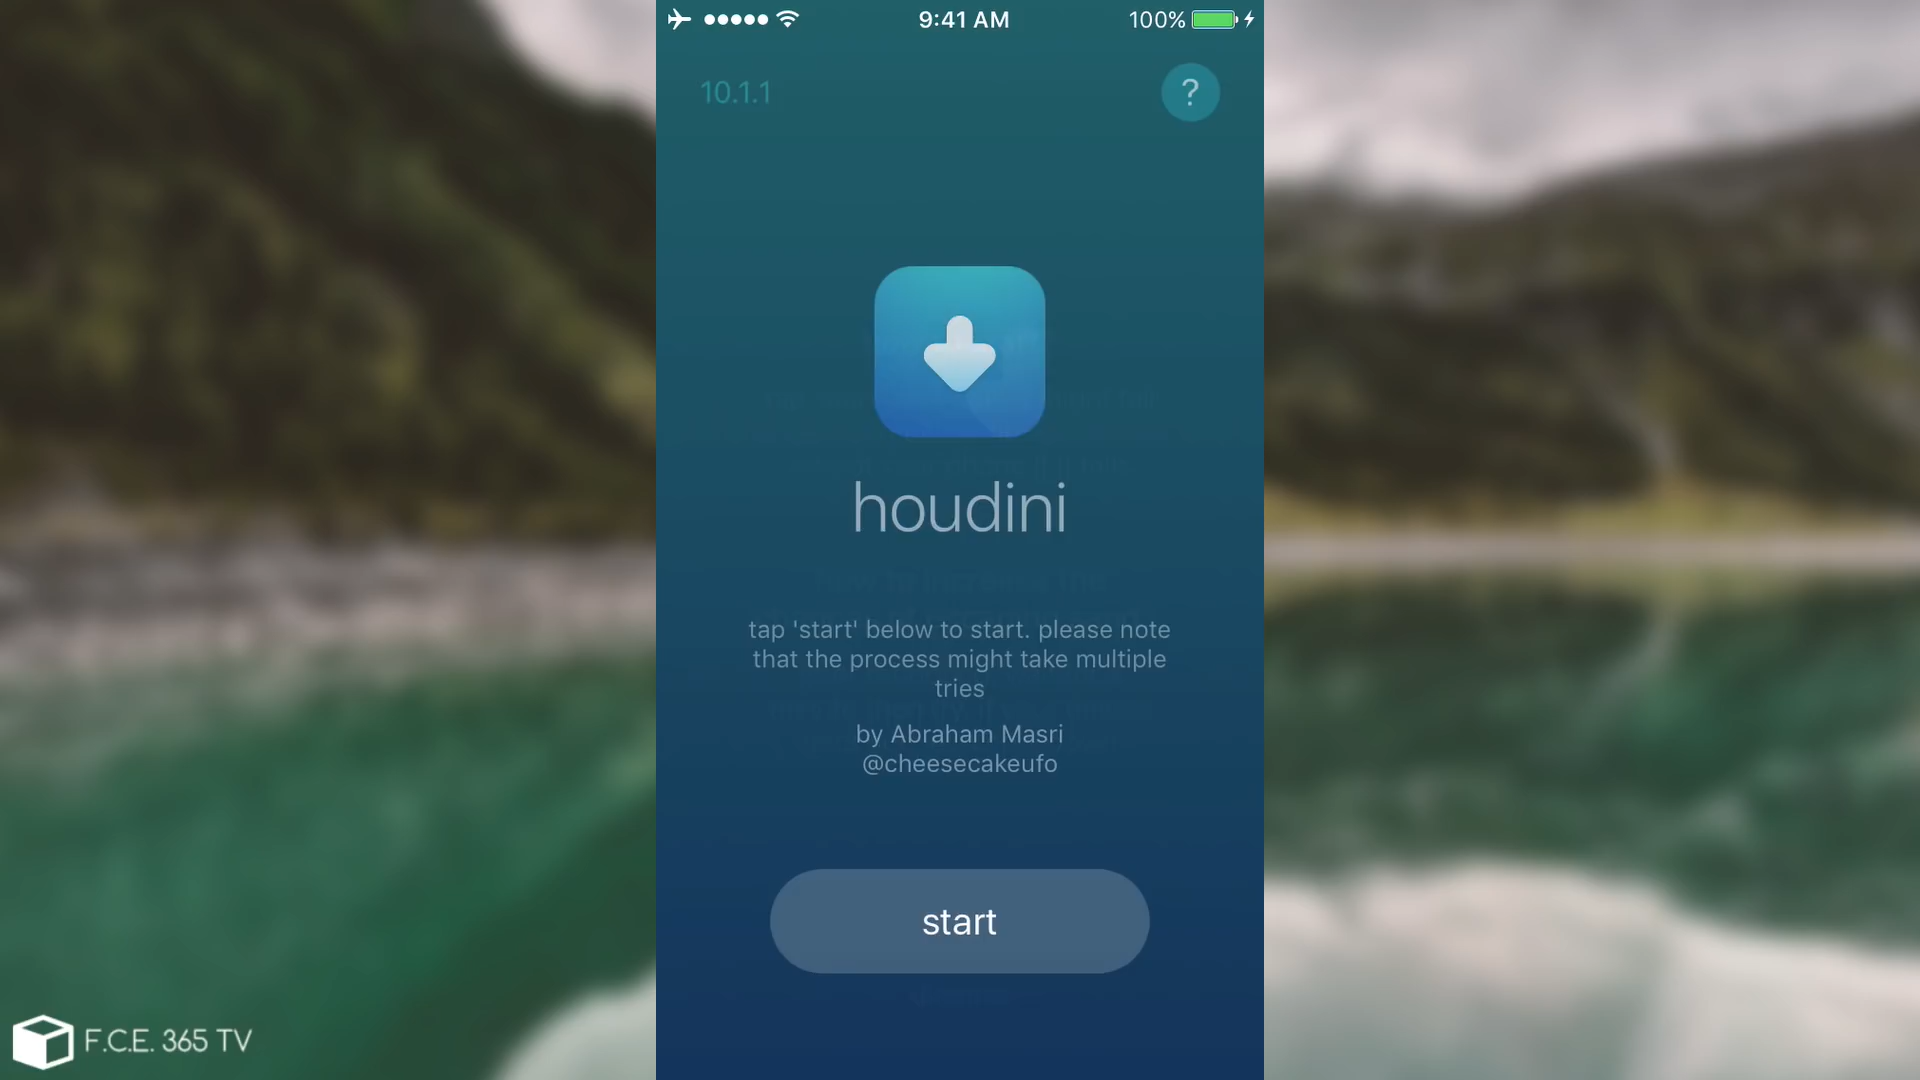 9:41 AM
100%
10.1.1
?
houdini
tap 'start' below to start. please note
that the process might take multiple
tries
by Abraham Masri
@cheesecakeufo
start
F.C.E. 365 TV